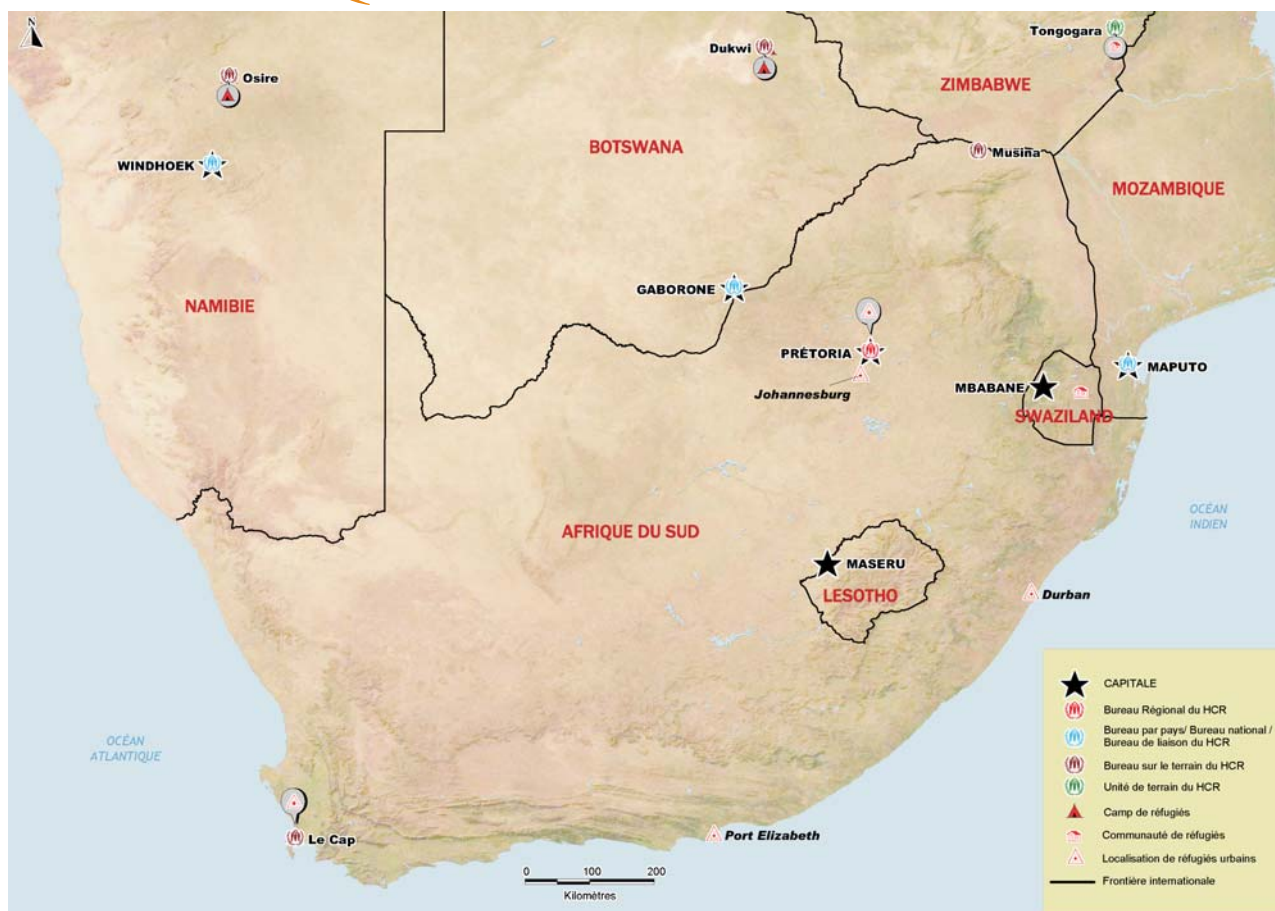 N
Tongogara
Dukwi
Osire
ZIMBABWE
BOTSWANA
Musina
WINDHOEK
MOZAMBIQUE
GABORONE
NAMIBIE
PRÉTORIA
MAPUTO
Johannesburg
MBABANE
SWAZILAND
OCÉAN
INDIEN
AFRIQUE DU SUD
MASERU
LESOTHO
Durban
OCÉAN
ATLANTIQUE
Le Cap
Port Elizabeth
0 100 200
Kilomètres
CAPITALE
Bureau Régional du HCR
Bureau par pays/ Bureau national /
Bureau de liaison du HCR
Bureau sur le terrain du HCR
Unité de terrain du HCR
Camp de réfugiés
Communauté de réfugiés
Localisation de réfugiés urbains
Frontière internationale